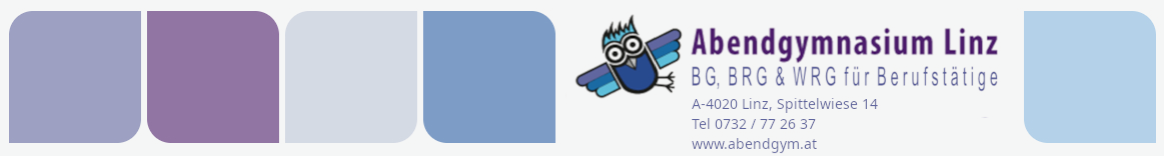 Abendgymnasium Linz
BG, BRG & WRG für Berufstätige
A-4020 Linz, Spittelwiese 14
Tel 0732 / 77 26 37
www.abendgym.at